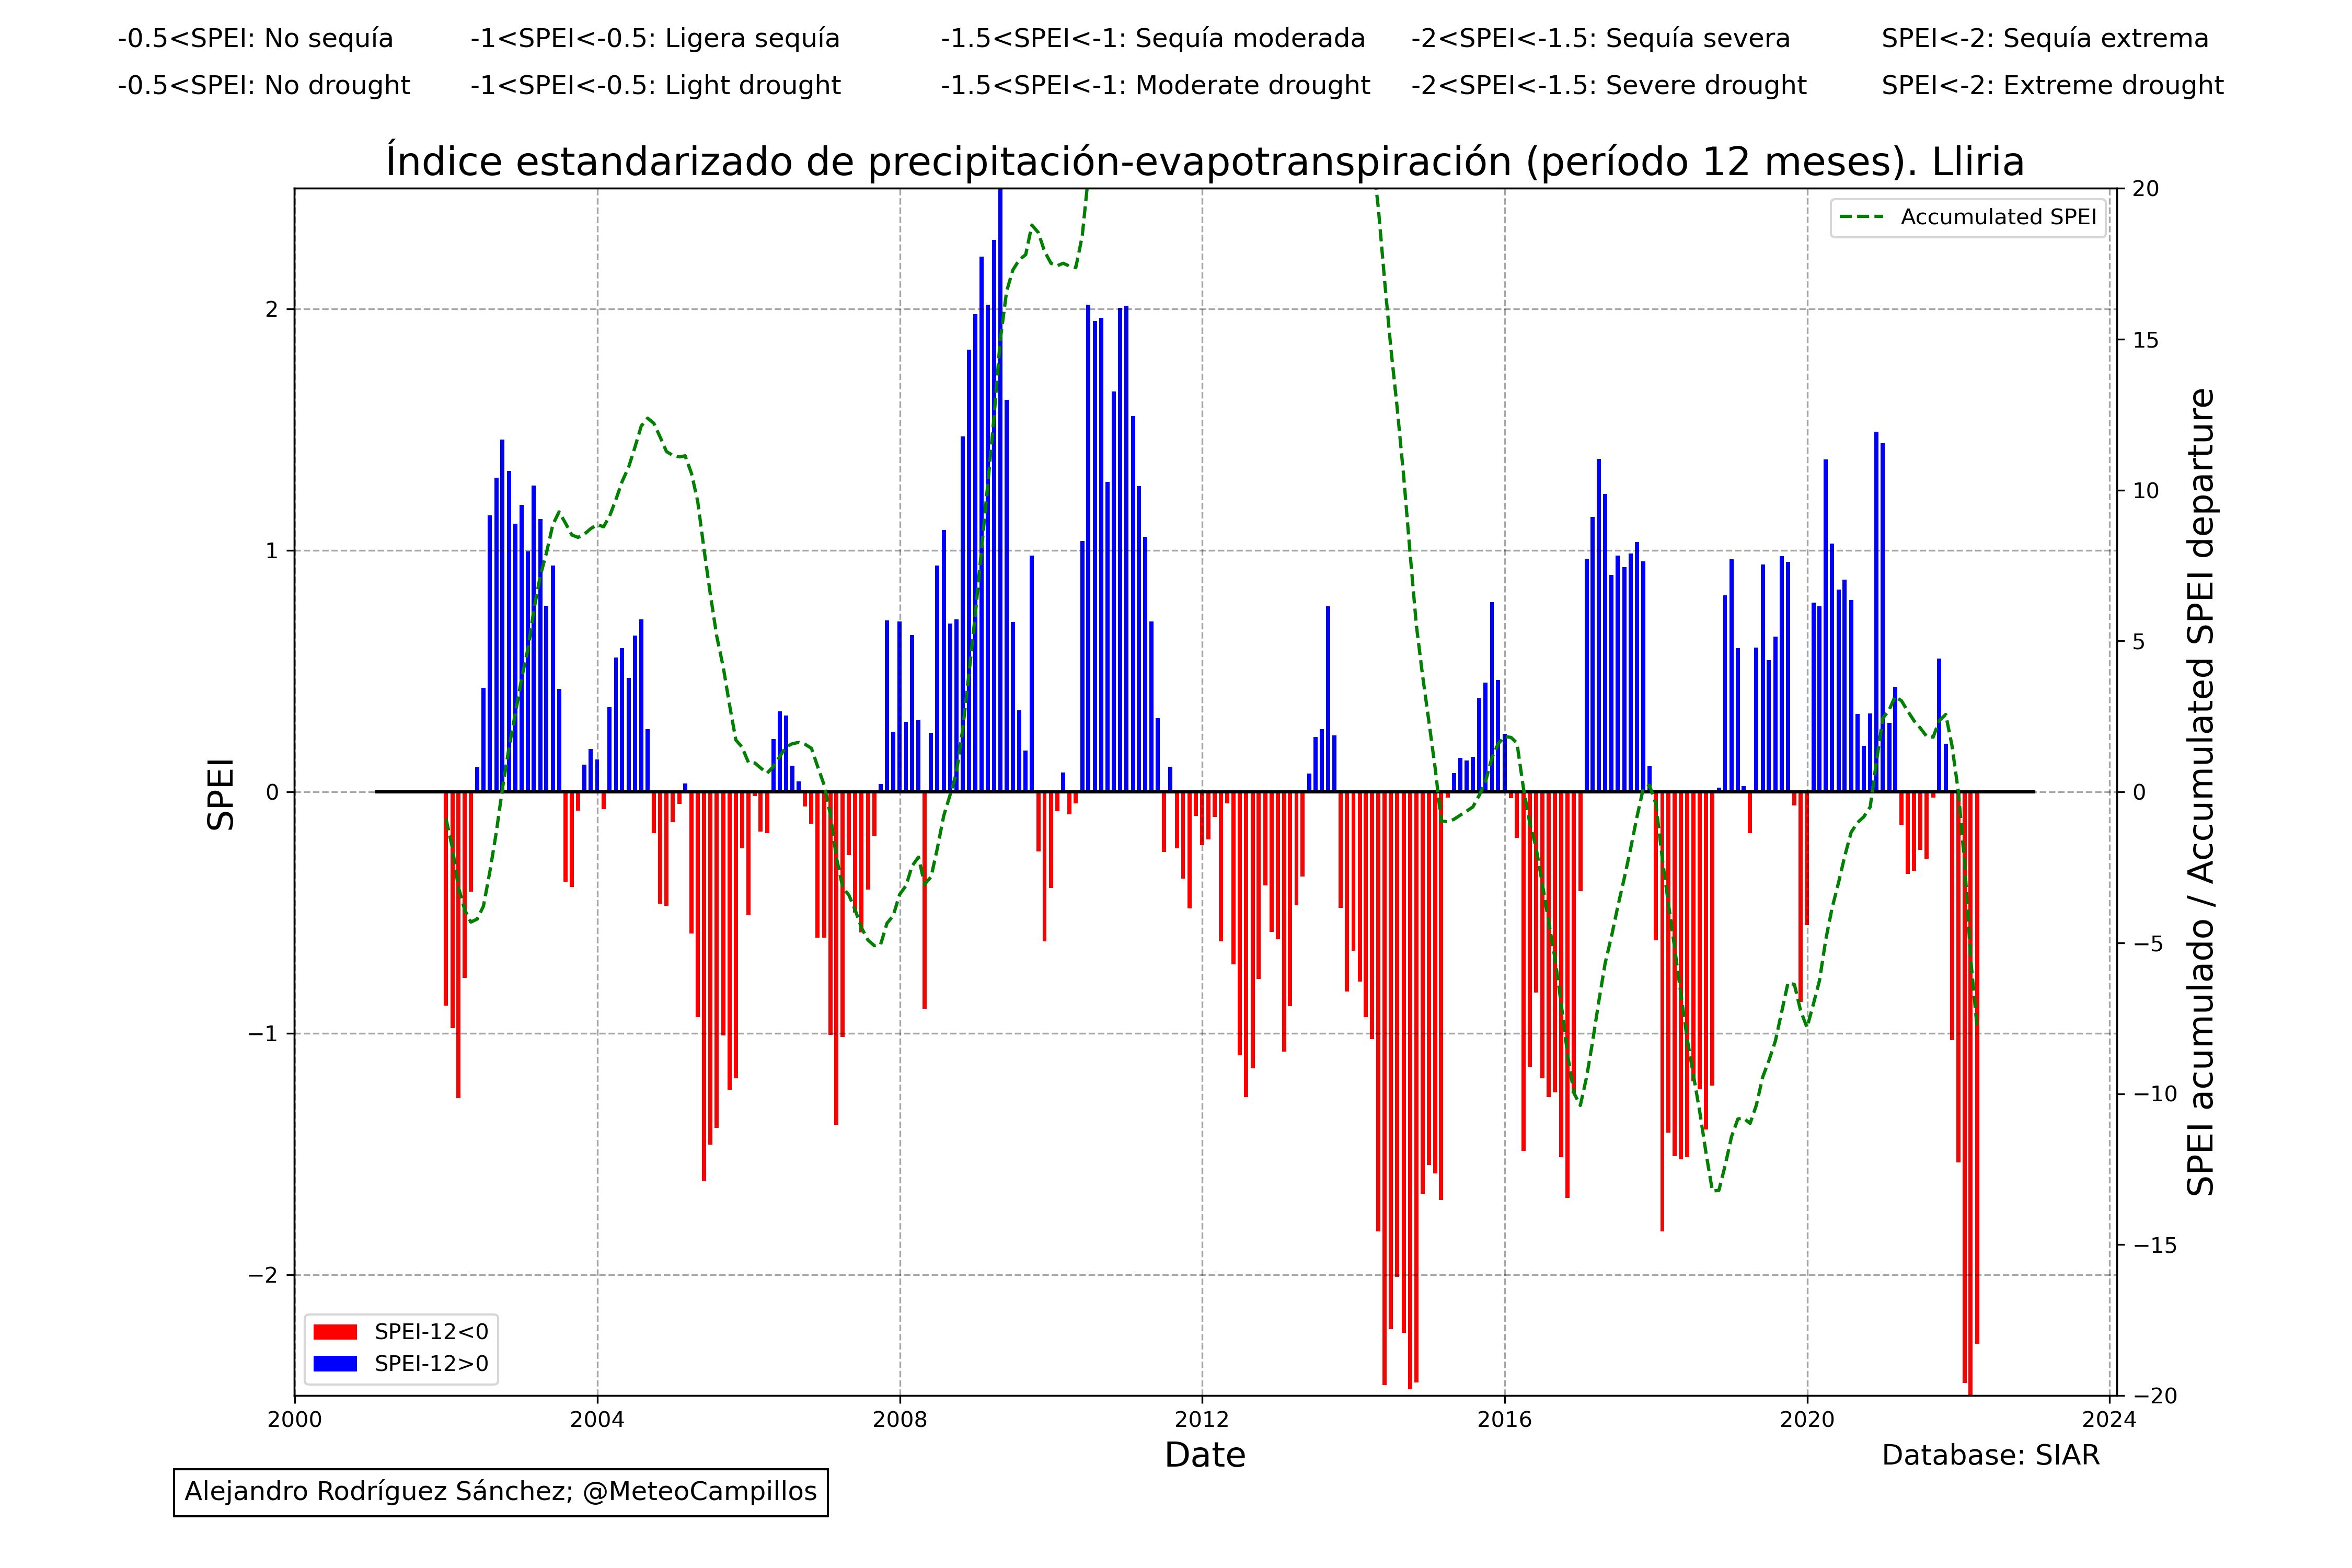 -0.5<SPEI: No sequía -1<SPEI<-0.5: Ligera sequía -1.5<SPEI<-1: Sequía moderada -2<SPEI<-1.5: Sequía severa SPEI<-2: Sequía extrema
-0.5<SPEI: No drought -1<SPEI<-0.5: Light drought -1.5<SPEI<-1: Moderate drought -2<SPEI<-1.5: Severe drought SPEI<-2: Extreme drought
Índice estandarizado de precipitación-evapotranspiración (período 12 meses). Lliria
SPEI
2
1
0
−1
−2
Accumulated SPEI
20
15
10
5
0
−5
−10
−15
−20
SPEI acumulado / Accumulated SPEI departure
SPEI-12<0
SPEI-12>0
2000 2004 2008 2012 2016 2020 2024
Date
Database: SIAR
Alejandro Rodríguez Sánchez; @MeteoCampillos